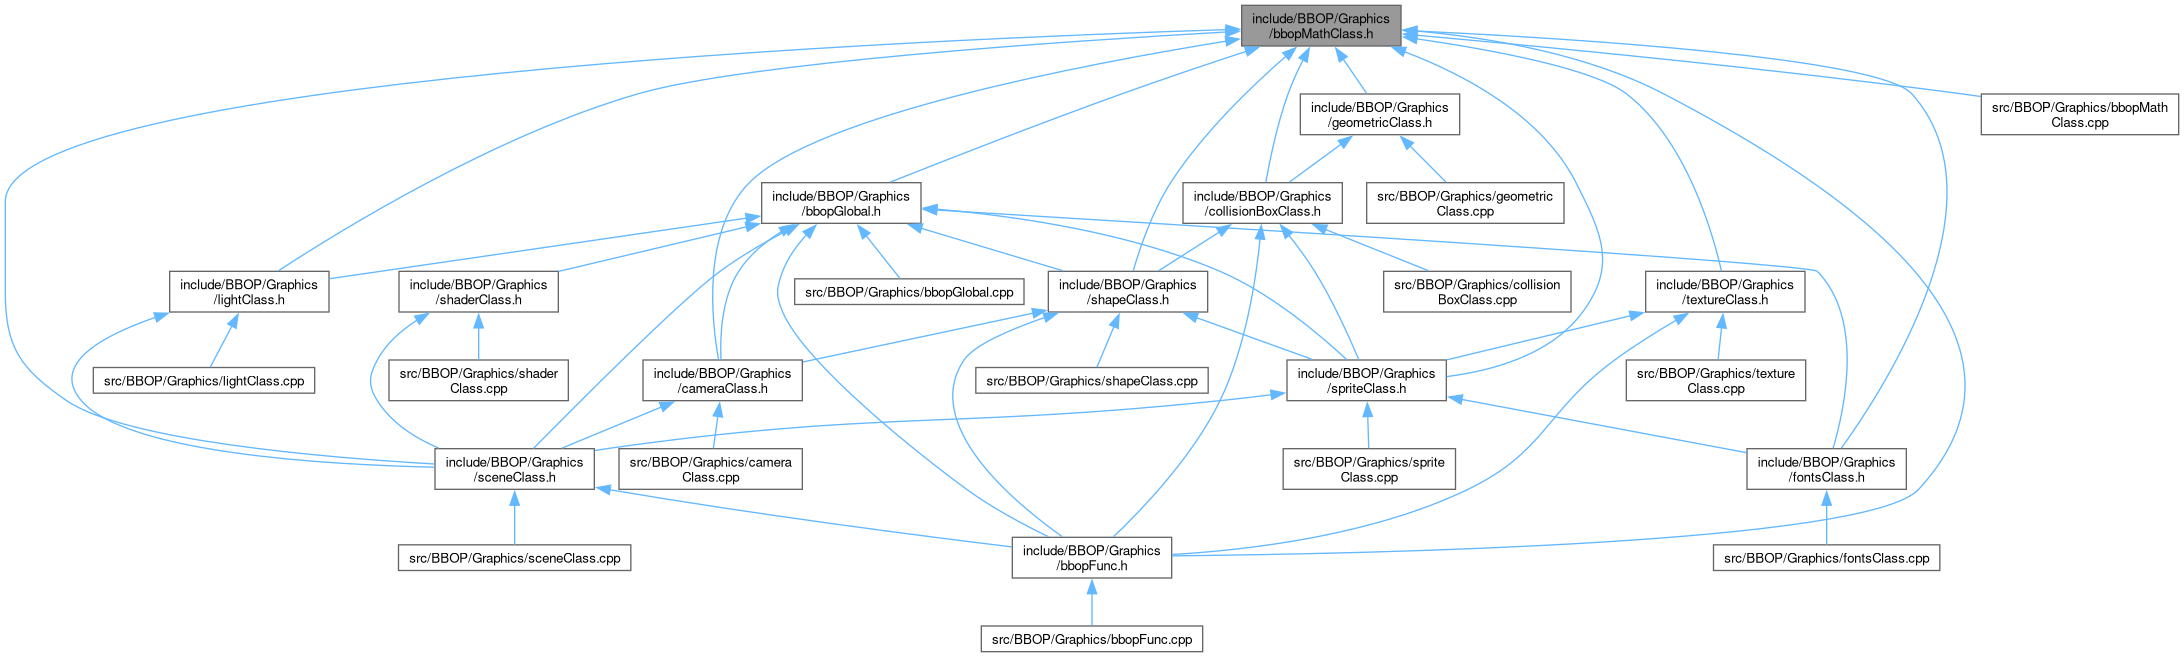 include/BBOP/Graphics
/bbopMathClass.h
include/BBOP/Graphics
/geometricClass.h
src/BBOP/Graphics/bbopMath
Class.cpp
include/BBOP/Graphics
/bbopGlobal.h
include/BBOP/Graphics
/collisionBoxClass.h
src/BBOP/Graphics/geometric
Class.cpp
include/BBOP/Graphics
/lightClass.h
include/BBOP/Graphics
/shaderClass.h
src/BBOP/Graphics/bbopGlobal.cpp
include/BBOP/Graphics
/shapeClass.h
src/BBOP/Graphics/collision
BoxClass.cpp
include/BBOP/Graphics
/textureClass.h
src/BBOP/Graphics/lightClass.cpp
src/BBOP/Graphics/shader
Class.cpp
include/BBOP/Graphics
/cameraClass.h
src/BBOP/Graphics/shapeClass.cpp
include/BBOP/Graphics
/spriteClass.h
src/BBOP/Graphics/texture
Class.cpp
include/BBOP/Graphics
/sceneClass.h
src/BBOP/Graphics/camera
Class.cpp
src/BBOP/Graphics/sprite
Class.cpp
include/BBOP/Graphics
/fontsClass.h
src/BBOP/Graphics/sceneClass.cpp
include/BBOP/Graphics
/bbopFunc.h
src/BBOP/Graphics/fontsClass.cpp
src/BBOP/Graphics/bbopFunc.cpp